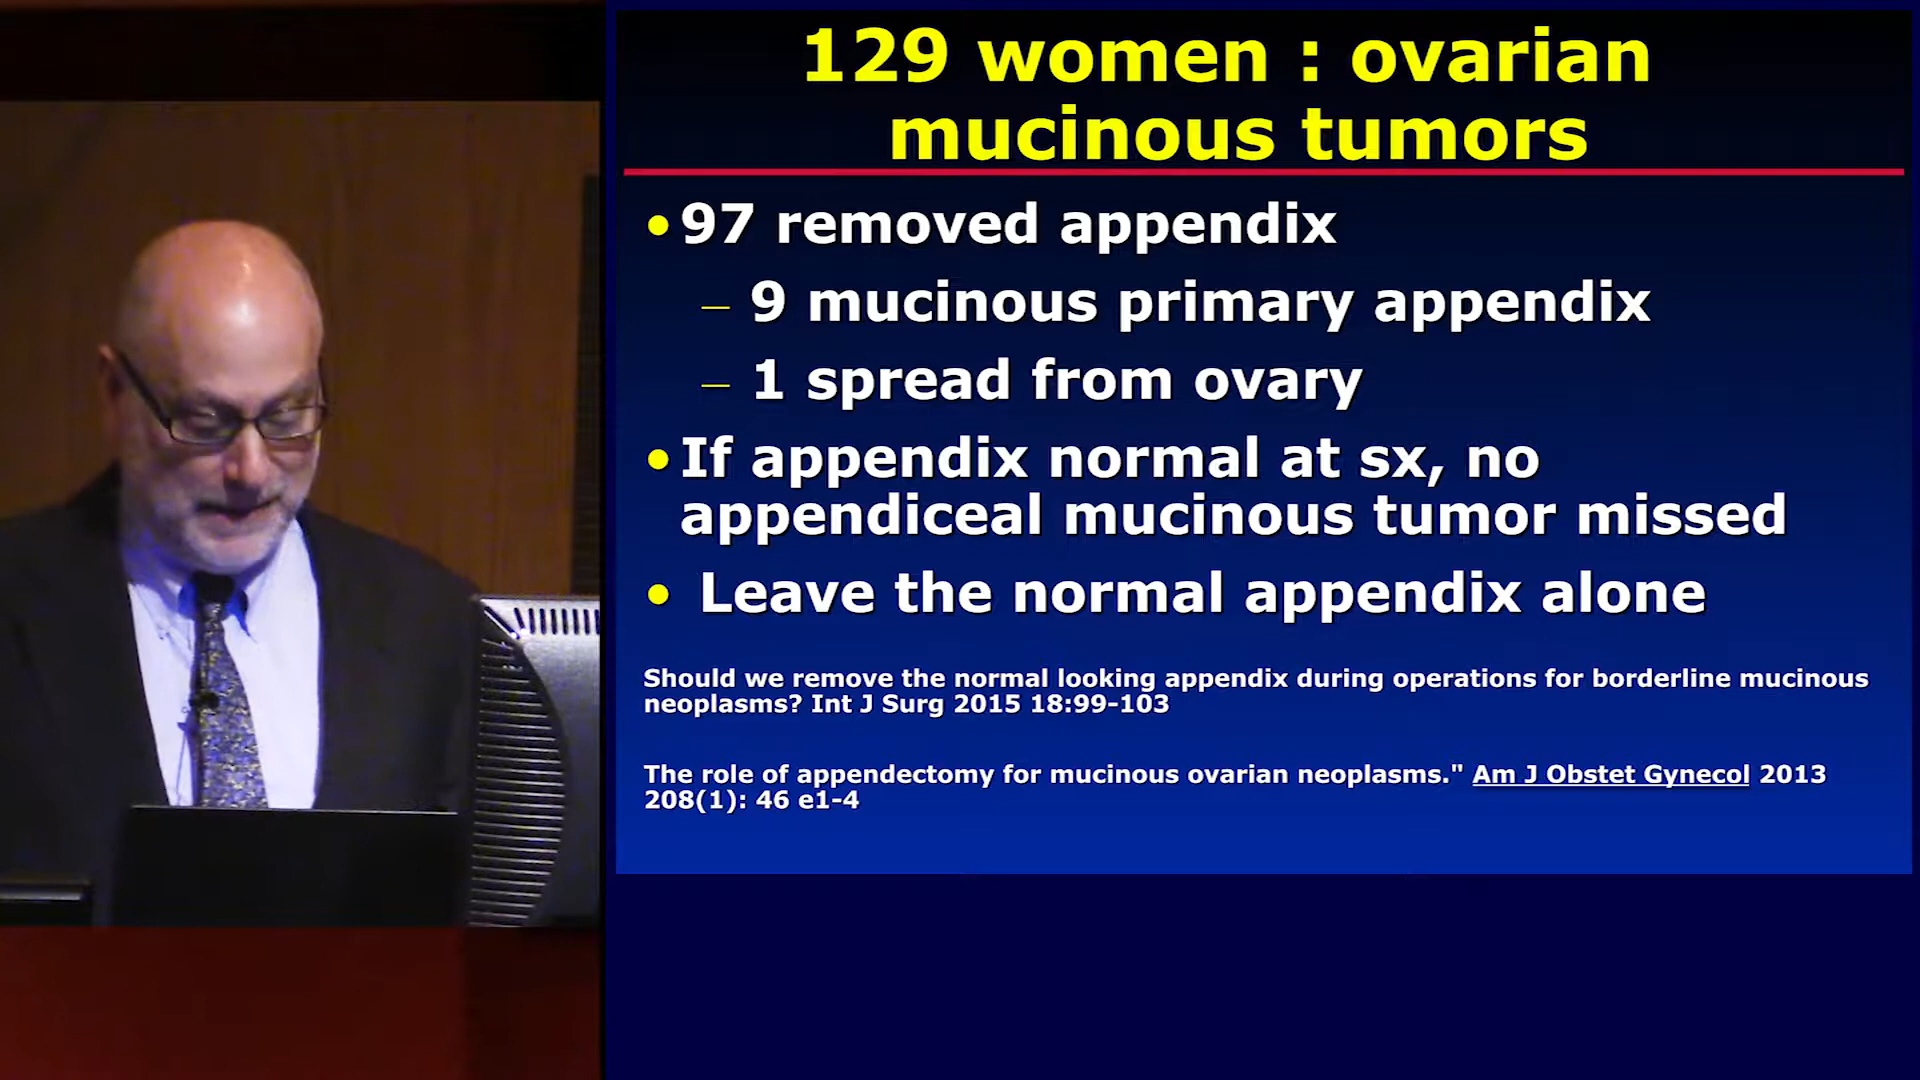 129 women : ovarian
mucinous tumors
•97 removed appendix
– 9 mucinous primary appendix
– 1 spread from ovary
•If appendix normal at sx, no
appendiceal mucinous tumor missed
• Leave the normal appendix alone
Should we remove the normal looking appendix during operations for borderline mucinous
neoplasms? Int J Surg 2015 18:99-103
The role of appendectomy for mucinous ovarian neoplasms." Am J Obstet Gynecol 2013
208(1): 46 e1-4